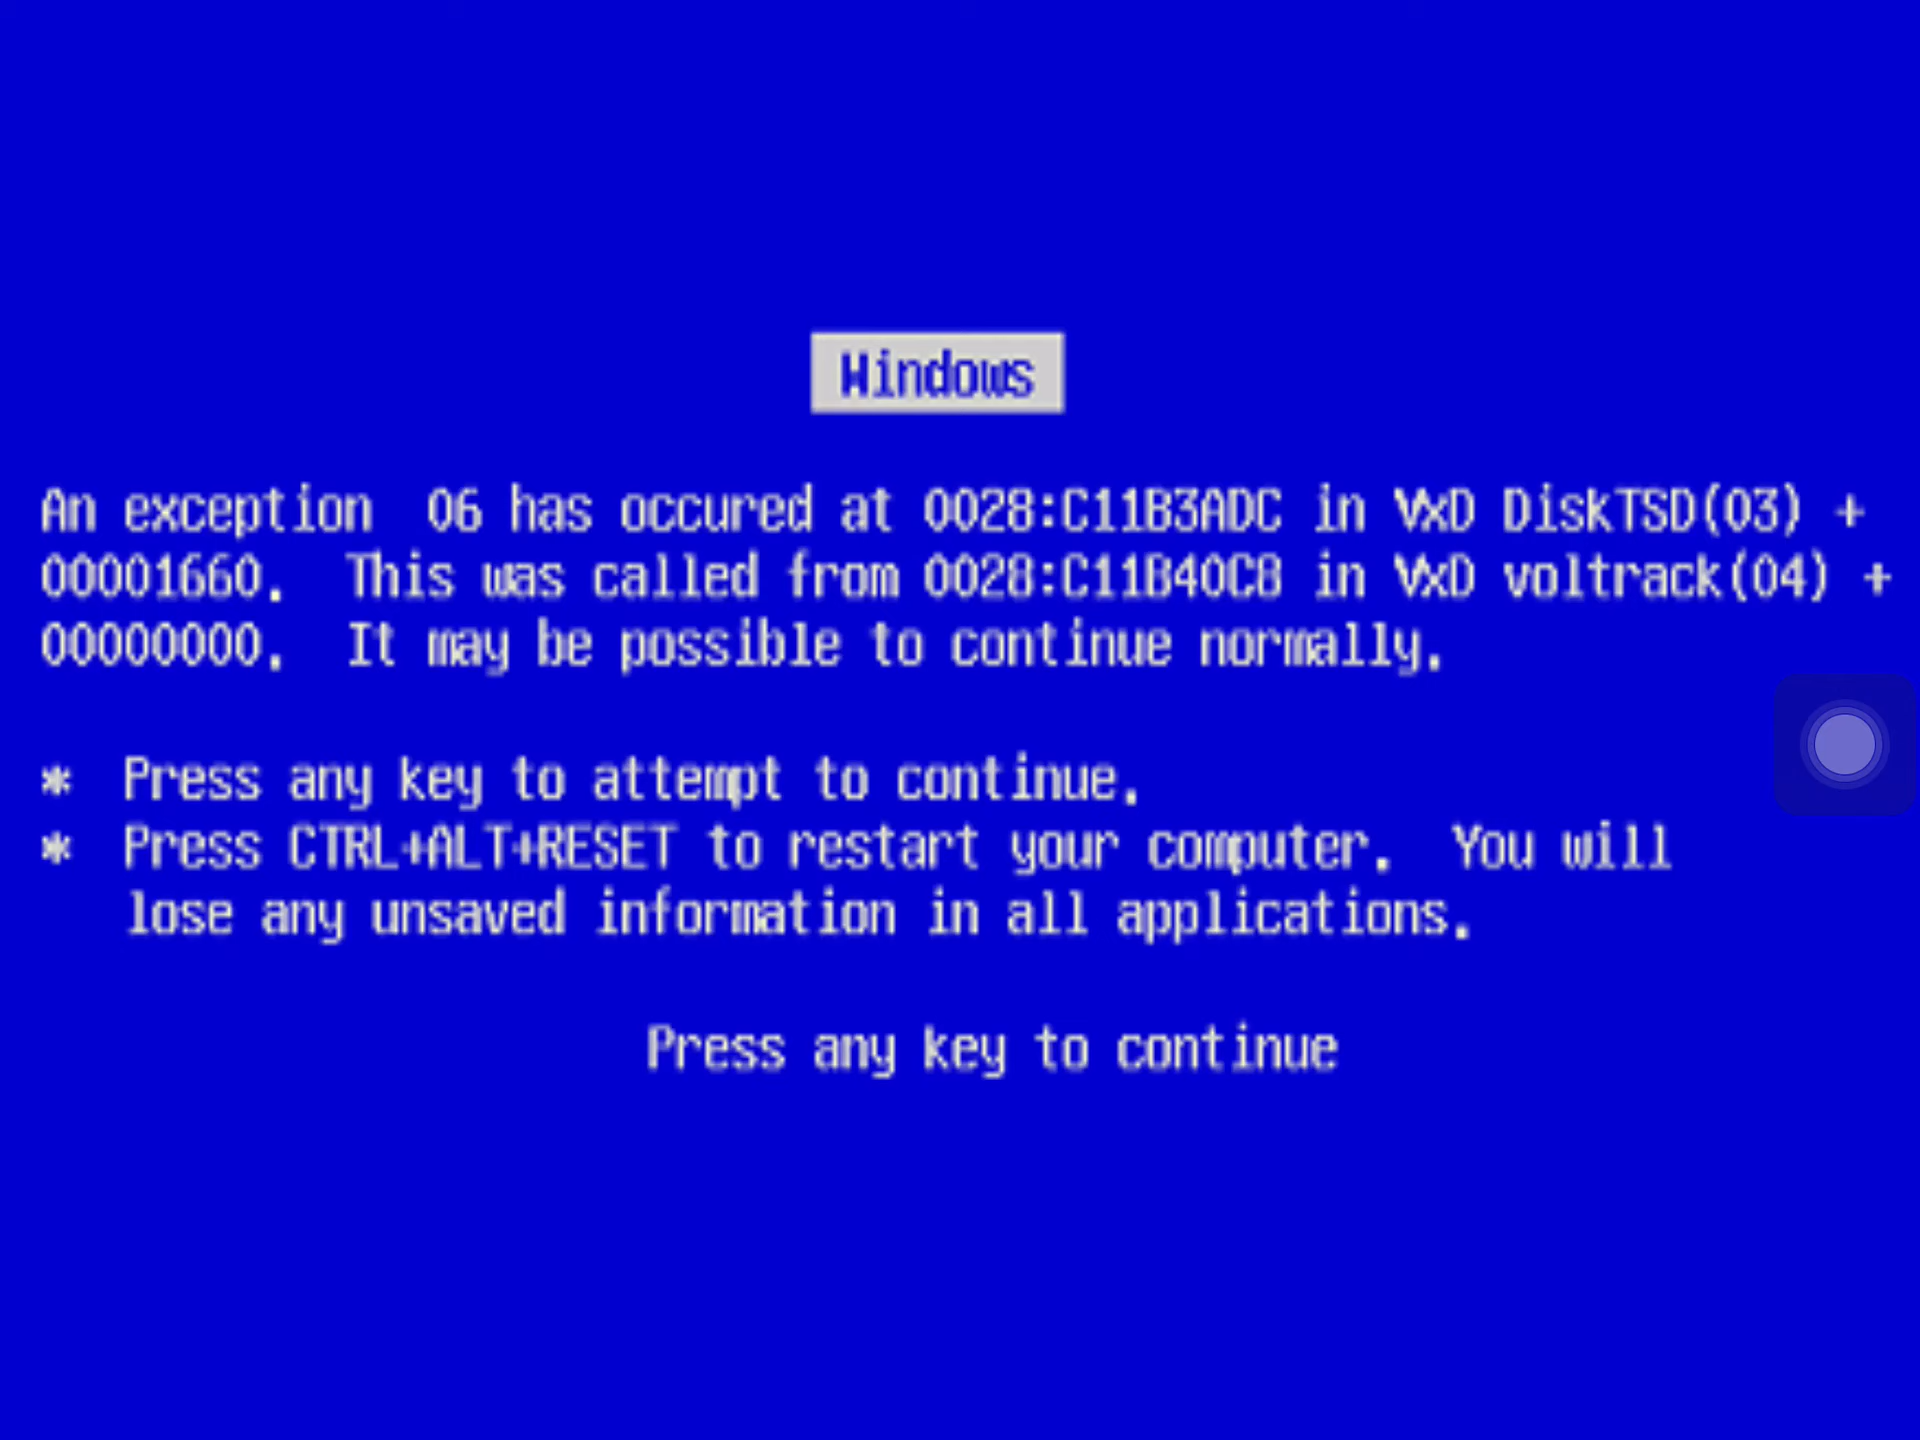 Windows
An exception  06 has occured at 0028:C11B3ADC in VxD DiskTSD(03) +
00001660.  This was called from 0028:C11B40C8 in VxD voltrack(04) +
00000000.  It may be possible to continue normally.
*  Press any key to attempt to continue.
*  Press CTRL+ALT+RESET to restart your computer.  You will
lose any unsaved information in all applications.
Press any key to continue